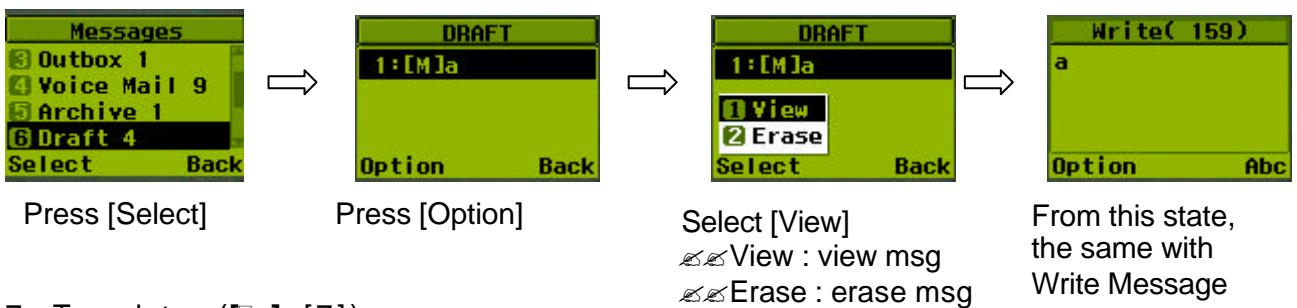 Messages
3 Outbox 1
4 Voice Mail 9
5 Archive 1
6 Draft 4
Select Back
Press [Select]
DRAFT
1:[M]a
Option Back
Press [Option]
DRAFT
1:[M]a
1 View
2 Erase
Select Back
Select [View]
View : view msg
Erase : erase msg
Write( 159)
a
Option Abc
From this state,
the same with
Write Message